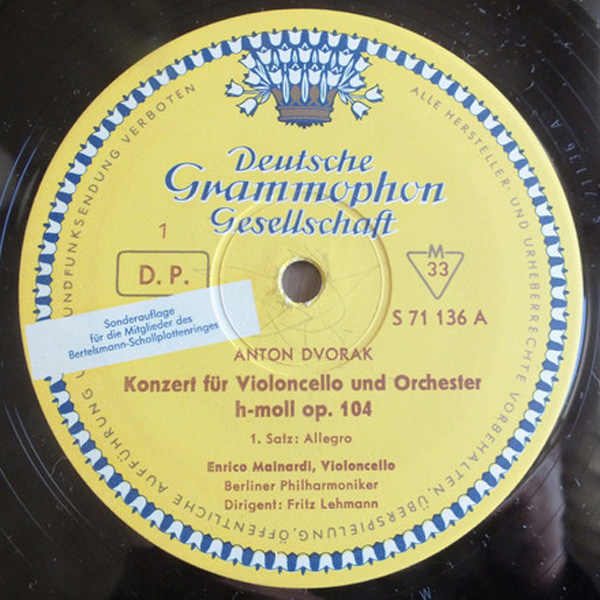 Deutsche
Grammophon
Gesellschaft
1
D. P.
M
33
S 71 136 A
Sonderauflage
für die Mitglieder des
Bertelsmann-Schallplattenringes
ANTON DVORAK
Konzert für Violoncello und Orchester
h-moll op. 104
1. Satz: Allegro
Enrico Mainardi, Violoncello
Berliner Philharmoniker
Dirigent: Fritz Lehmann
ALLE HERSTELLER- UND URHEBERRECHTE VORBEHALTEN, ÜBERSPIELUNG, ÖFFENTLICHE AUFFÜHRUNG UNDFUNKSENDUNG VERBOTEN